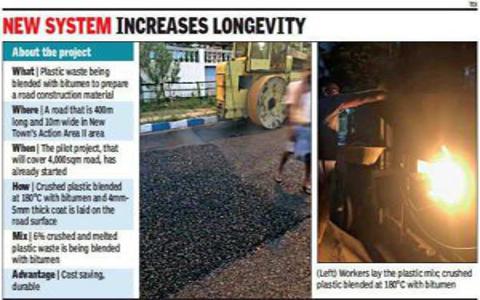 TOI
NEW SYSTEM INCREASES LONGEVITY
About the project
What | Plastic waste being
blended with bitumen to prepare
a road construction material
Where | A road that is 400m
long and 10m wide in New
Town's Action Area II area
When | The pilot project, that
will cover 4,000sqm road, has
already started
How | Crushed plastic blended
at 180°C with bitumen and 4mm-
5mm thick coat is laid on the
road surface
Mix | 6% crushed and melted
plastic waste is being blended
with bitumen
Advantage | Cost saving,
durable
(Left) Workers lay the plastic mix; crushed
plastic blended at 180°C with bitumen